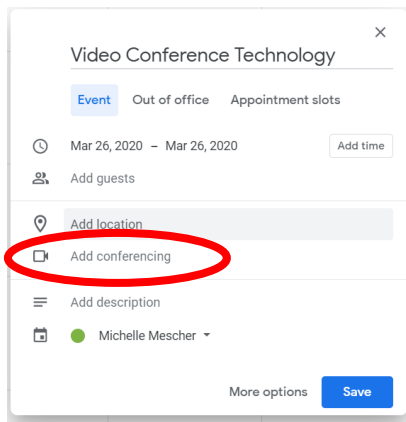 Video Conference Technology
Event Out of office Appointment slots
Mar 26, 2020 – Mar 26, 2020 Add time
Add guests
Add location
Add conferencing
Add description
Michelle Mescher
More options Save